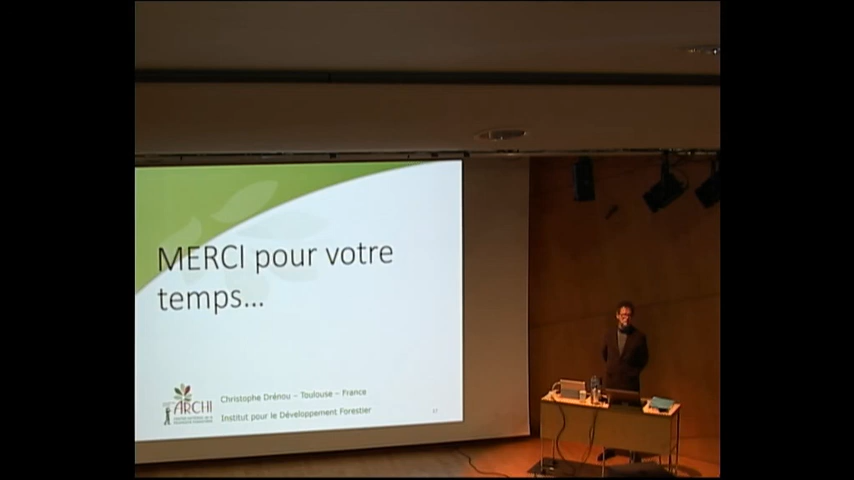 MERCI pour votre
temps...
ARCHI
Christophe Drénou – Toulouse – France
Institut pour le Développement Forestier